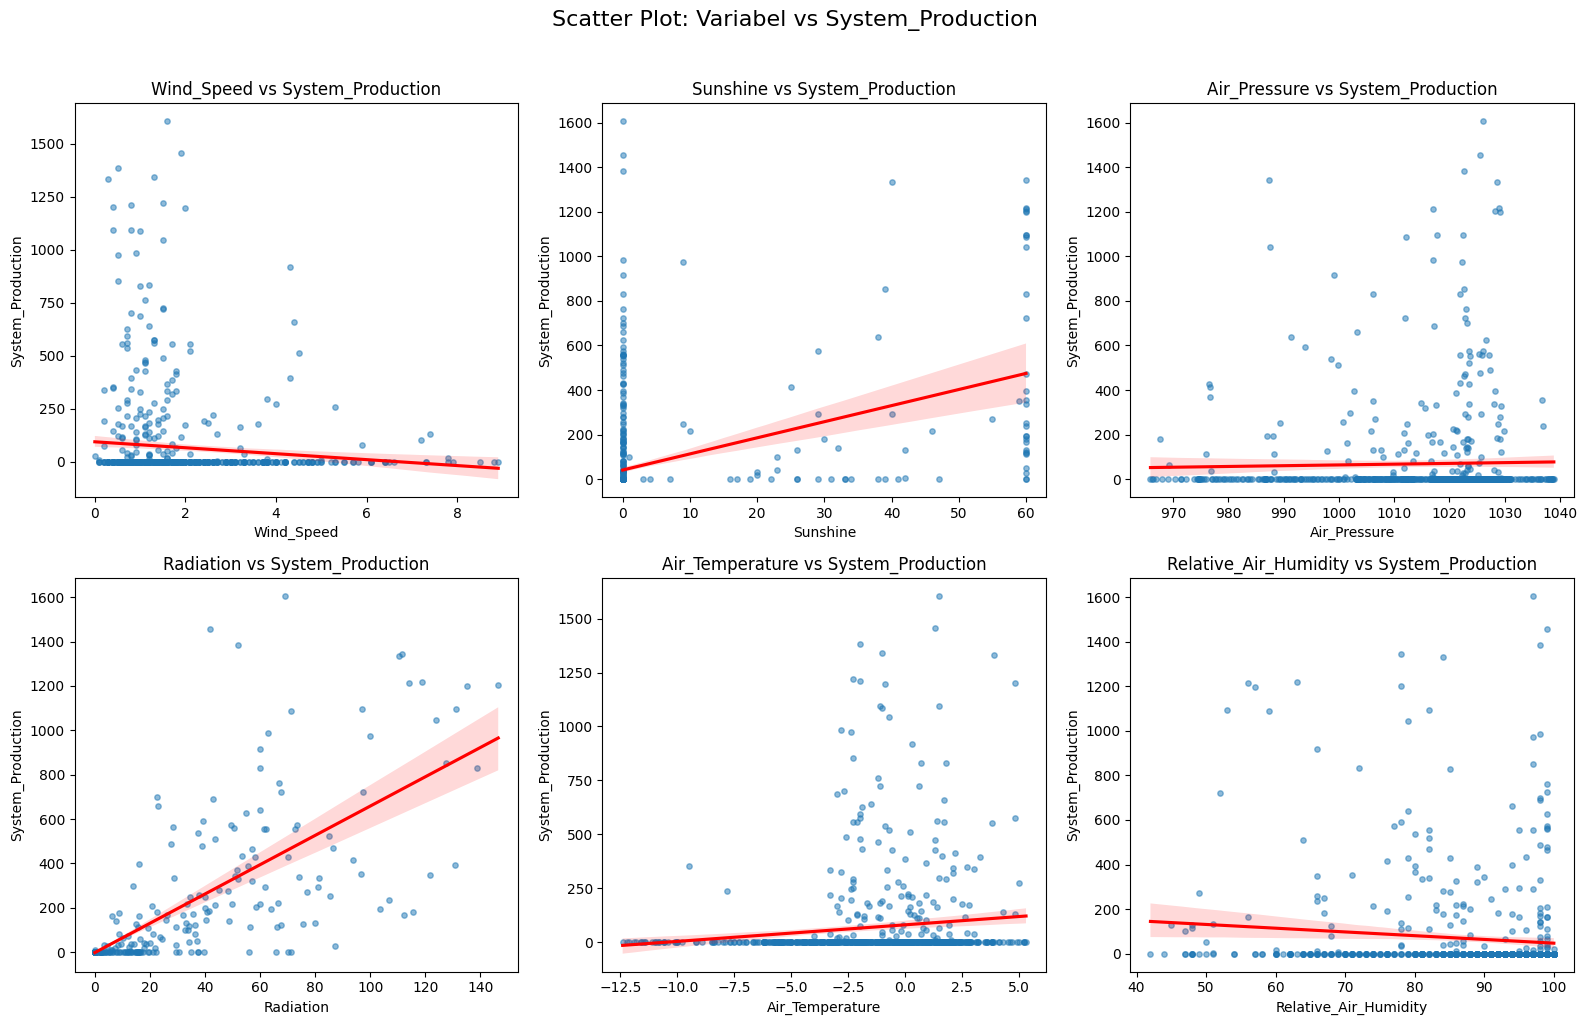 Scatter Plot: Variabel vs System_Production
Wind_Speed vs System_Production
System_Production
1500
1250
1000
750
500
250
0
0 2 4 6 8
Wind_Speed
Sunshine vs System_Production
System_Production
1600
1400
1200
1000
800
600
400
200
0
0 10 20 30 40 50 60
Sunshine
Air_Pressure vs System_Production
System_Production
1600
1400
1200
1000
800
600
400
200
0
970 980 990 1000 1010 1020 1030 1040
Air_Pressure
Radiation vs System_Production
System_Production
1600
1400
1200
1000
800
600
400
200
0
0 20 40 60 80 100 120 140
Radiation
Air_Temperature vs System_Production
System_Production
1500
1250
1000
750
500
250
0
−12.5 −10.0 −7.5 −5.0 −2.5 0.0 2.5 5.0
Air_Temperature
Relative_Air_Humidity vs System_Production
System_Production
1600
1400
1200
1000
800
600
400
200
0
40 50 60 70 80 90 100
Relative_Air_Humidity